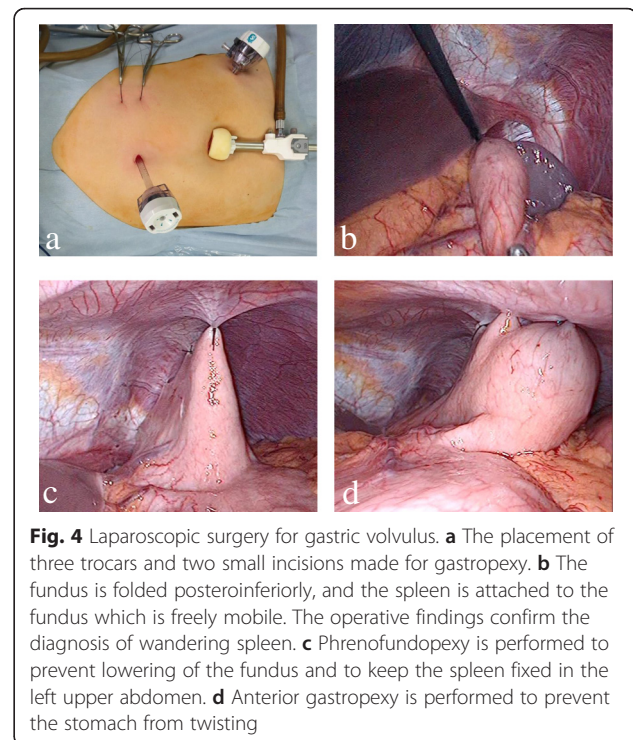 a
b
c
d
Fig. 4 Laparoscopic surgery for gastric volvulus. a The placement of
three trocars and two small incisions made for gastropexy. b The
fundus is folded posteroinferiorly, and the spleen is attached to the
fundus which is freely mobile. The operative findings confirm the
diagnosis of wandering spleen. c Phrenofundopexy is performed to
prevent lowering of the fundus and to keep the spleen fixed in the
left upper abdomen. d Anterior gastropexy is performed to prevent
the stomach from twisting